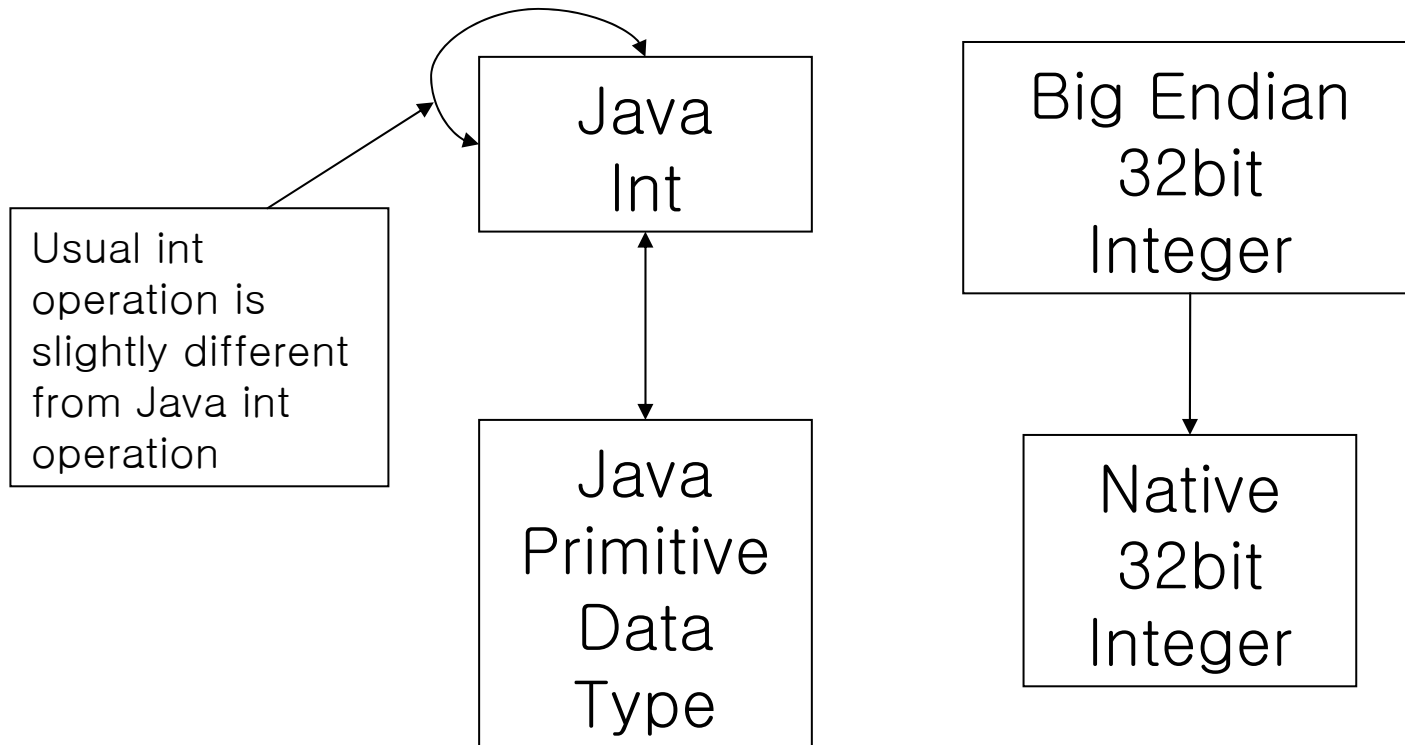 Java
Int
Big Endian
32bit
Integer
Usual int
operation is
slightly different
from Java int
operation
Java
Primitive
Data
Type
Native
32bit
Integer